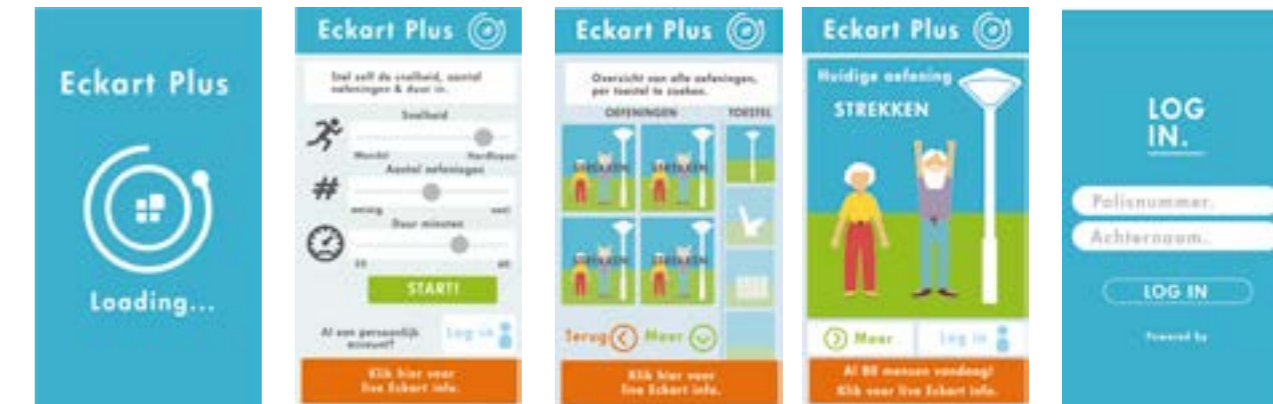 Eckart Plus
Loading...
Eckart Plus
Stel zelf de snelheid, aantal
oefeningen & duur in.
Snelheid
Wandel
Hardlopen
#
Aantal oefeningen
weinig
veel
Duur minuten
START!
Al een persoonlijk
account?
Log in
Klik hier voor
live Eckart info.
Eckart Plus
Overzicht van alle oefeningen,
per toestel te zoeken.
OEFENINGEN
TOESTEL
STREKKEN
STREKKEN
STREKKEN
STREKKEN
Terug
Meer
Klik hier voor
live Eckart info.
Eckart Plus
Huidige oefening
STREKKEN
Meer
Log in
Al 80 mensen vandaag!
Klik voor live Eckart info.
LOG
IN.
Polisnummer.
Achternaam.
LOG IN
Powered by